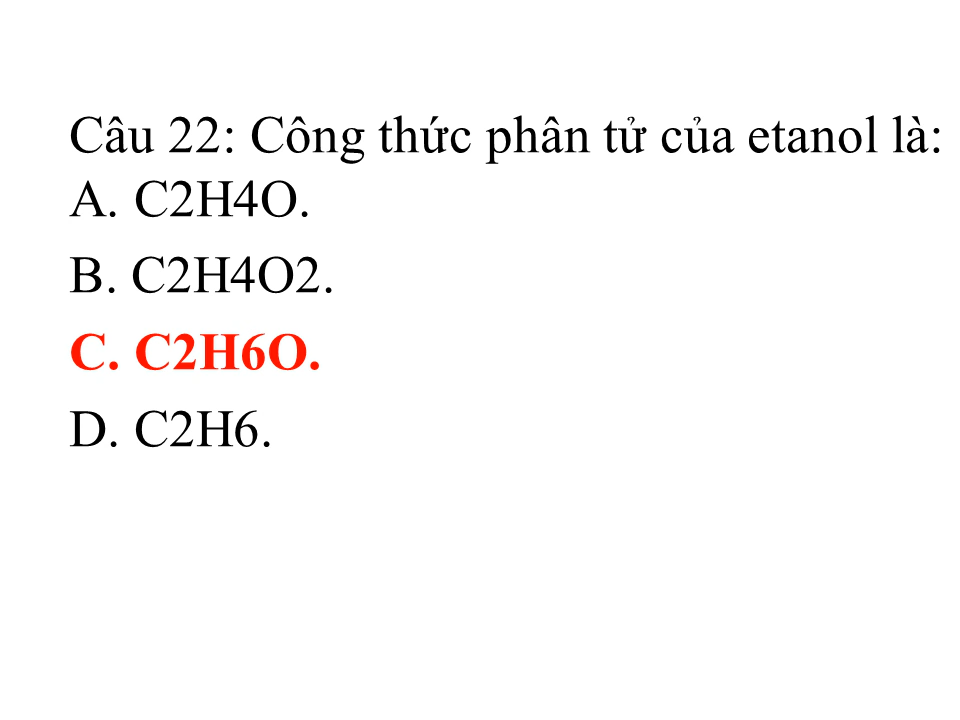 Câu 22: Công thức phân tử của etanol là:
A. C2H4O.
B. C2H4O2.
C. C2H6O.
D. C2H6.